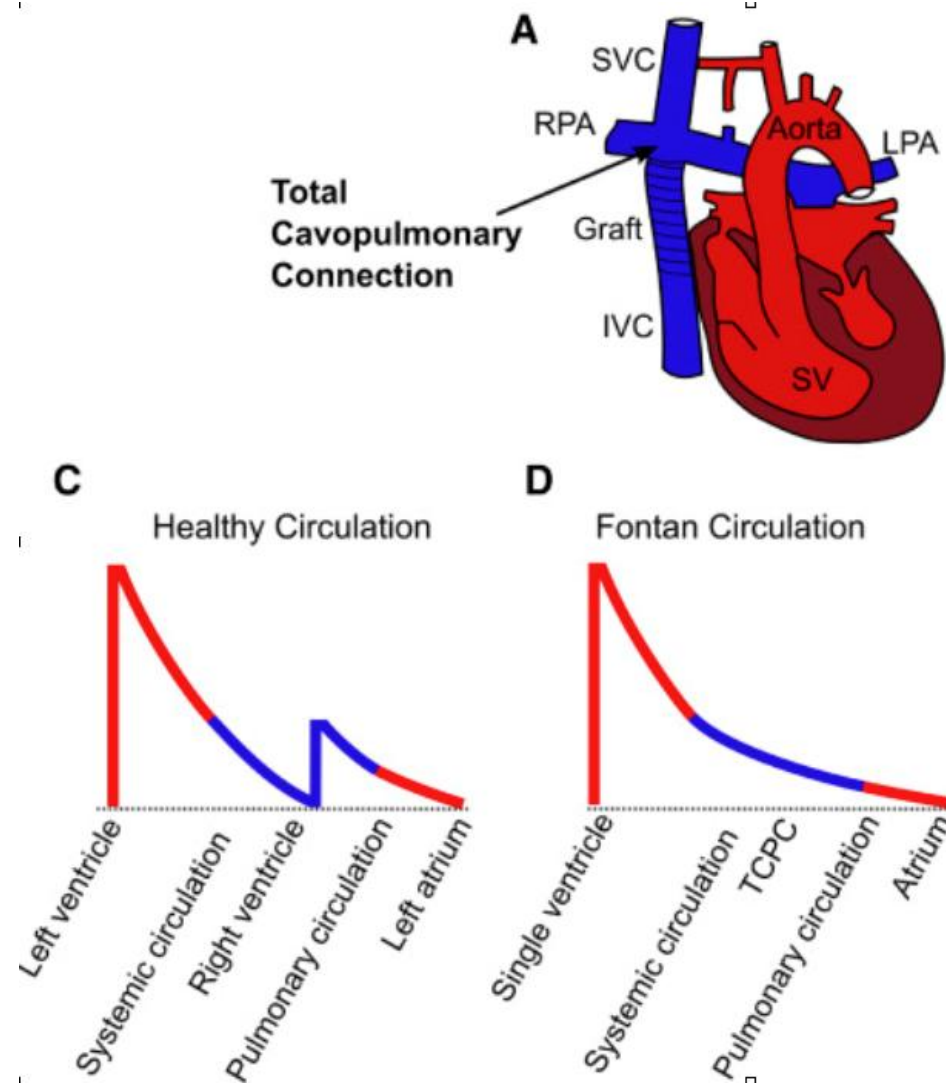 A
SVC
RPA
Aorta
LPA
Total
Cavopulmonary
Connection
Graft
IVC
SV
C
Healthy Circulation
Left ventricle
Systemic circulation
Right ventricle
Pulmonary circulation
Left atrium
D
Fontan Circulation
Single ventricle
Systemic circulation
TCPC
Pulmonary circulation
Atrium